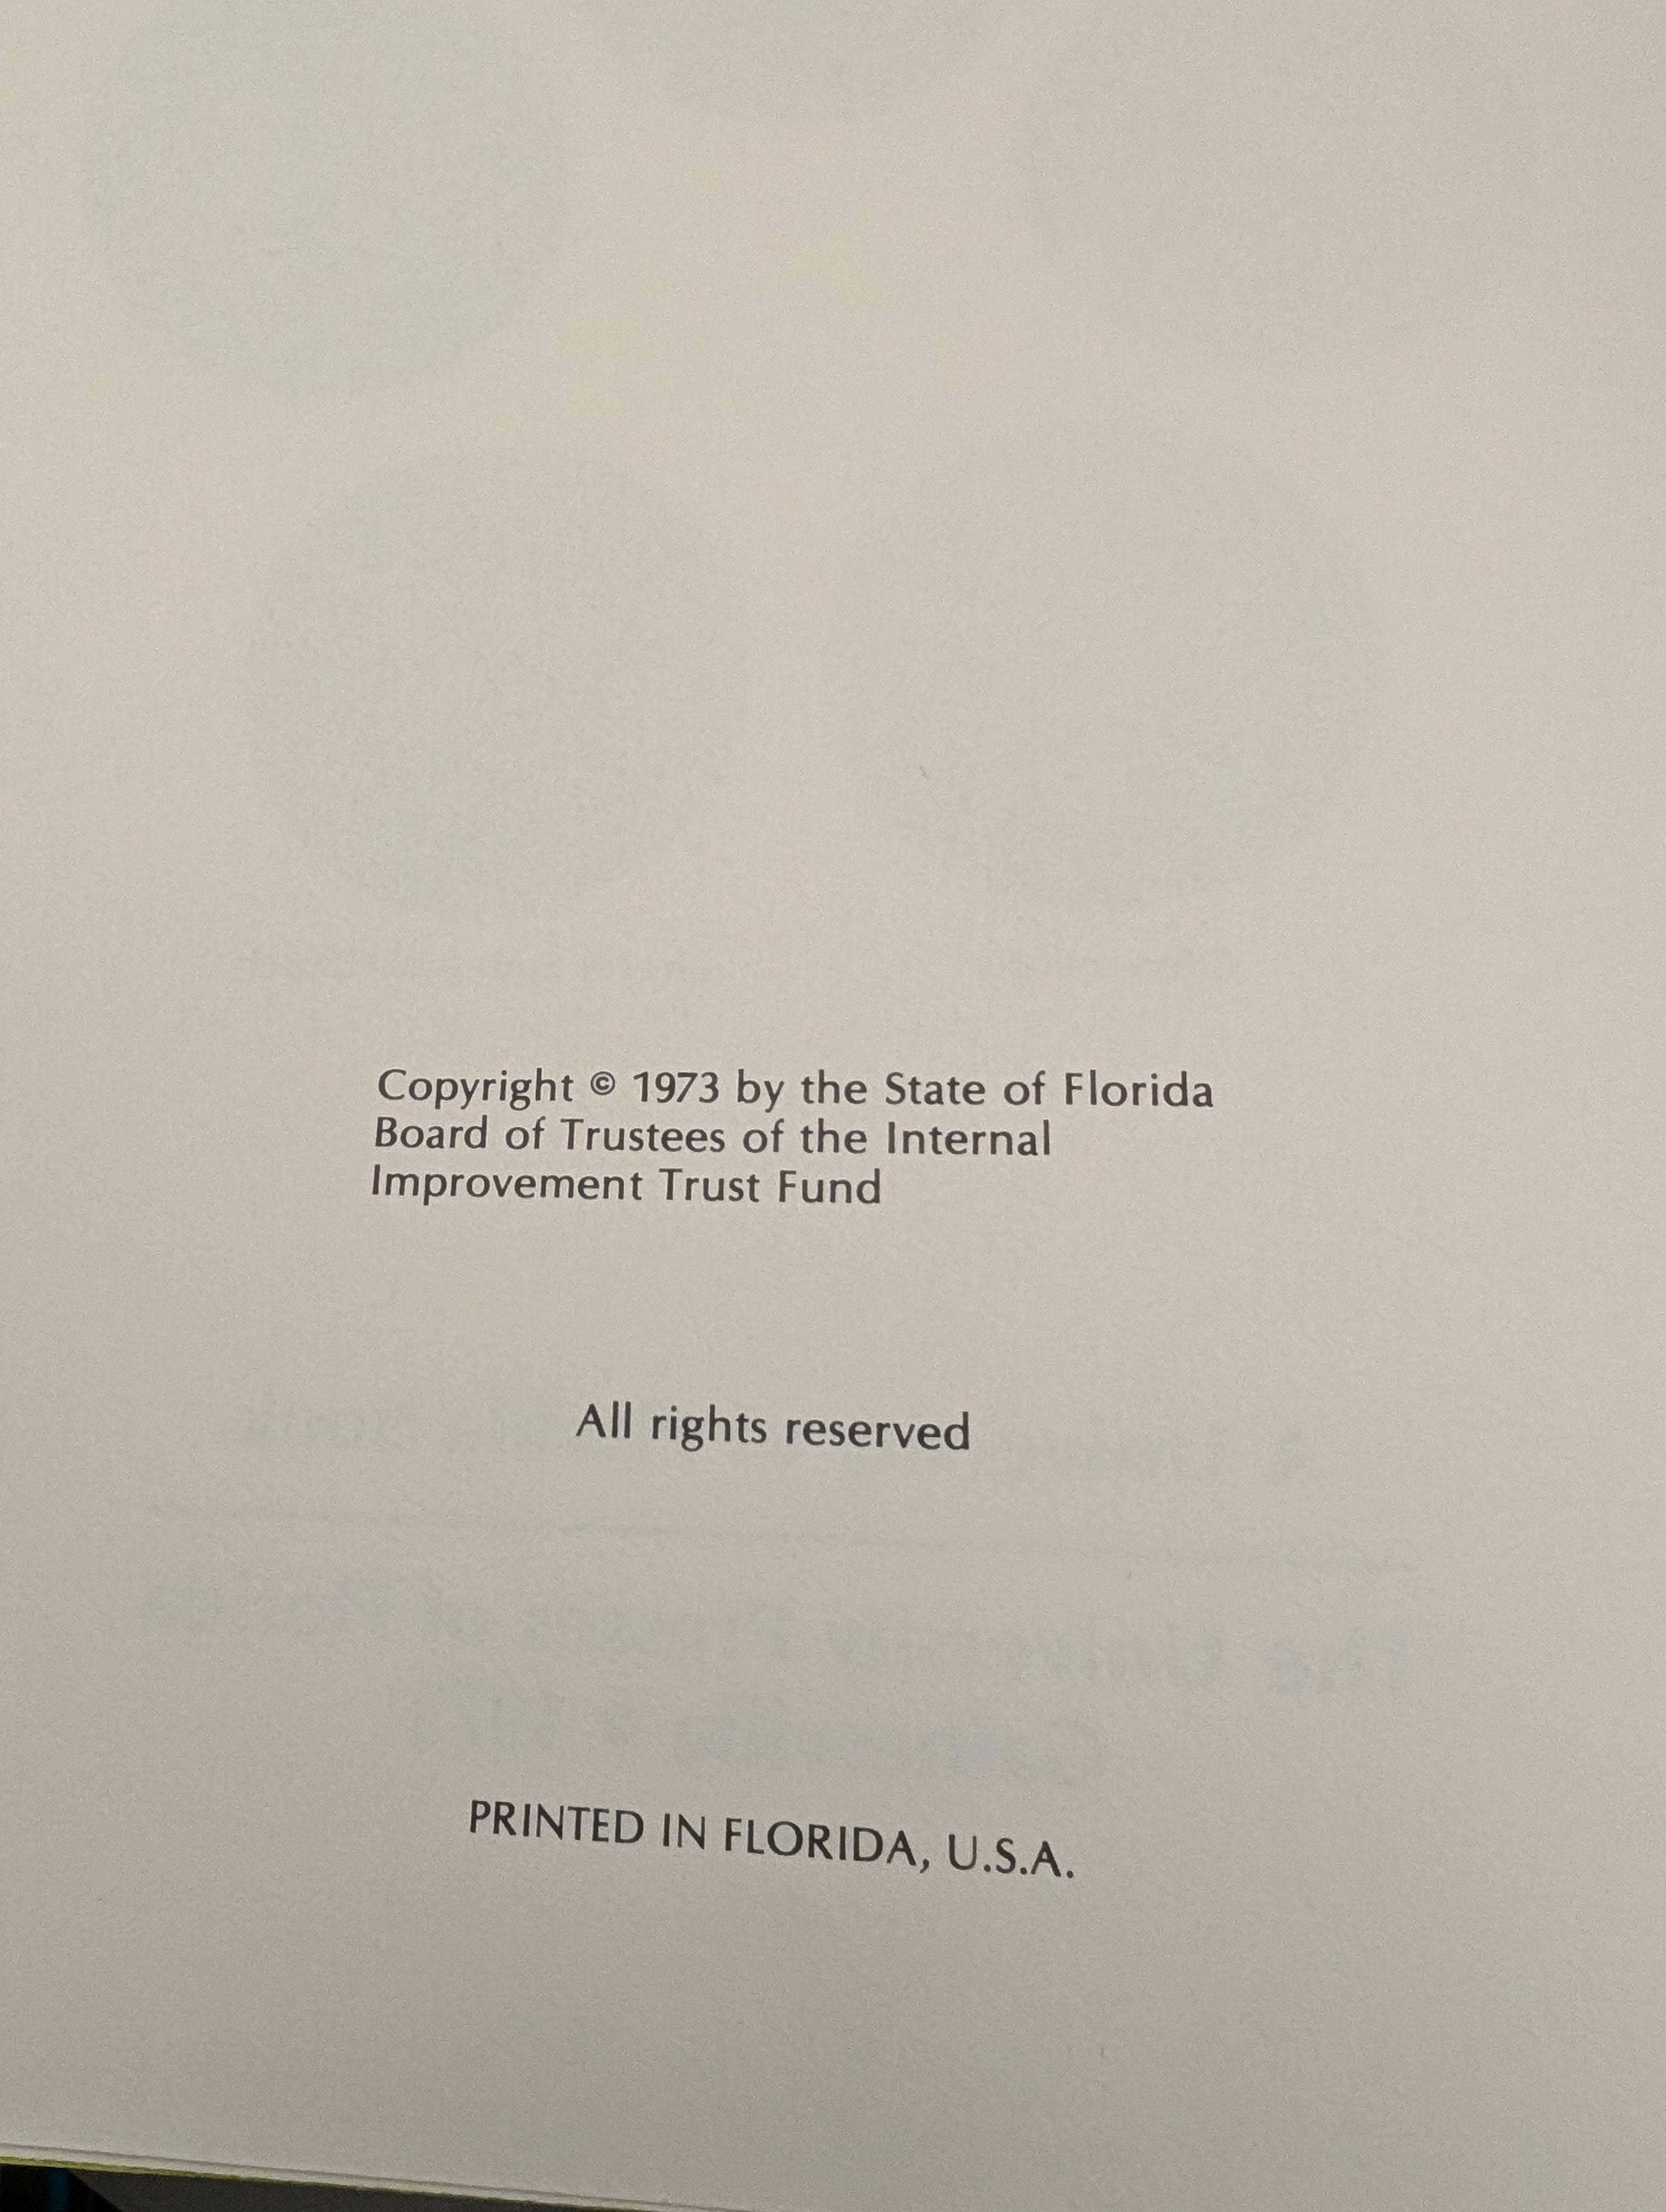 Copyright © 1973 by the State of Florida
Board of Trustees of the Internal
Improvement Trust Fund
All rights reserved
PRINTED IN FLORIDA, U.S.A.